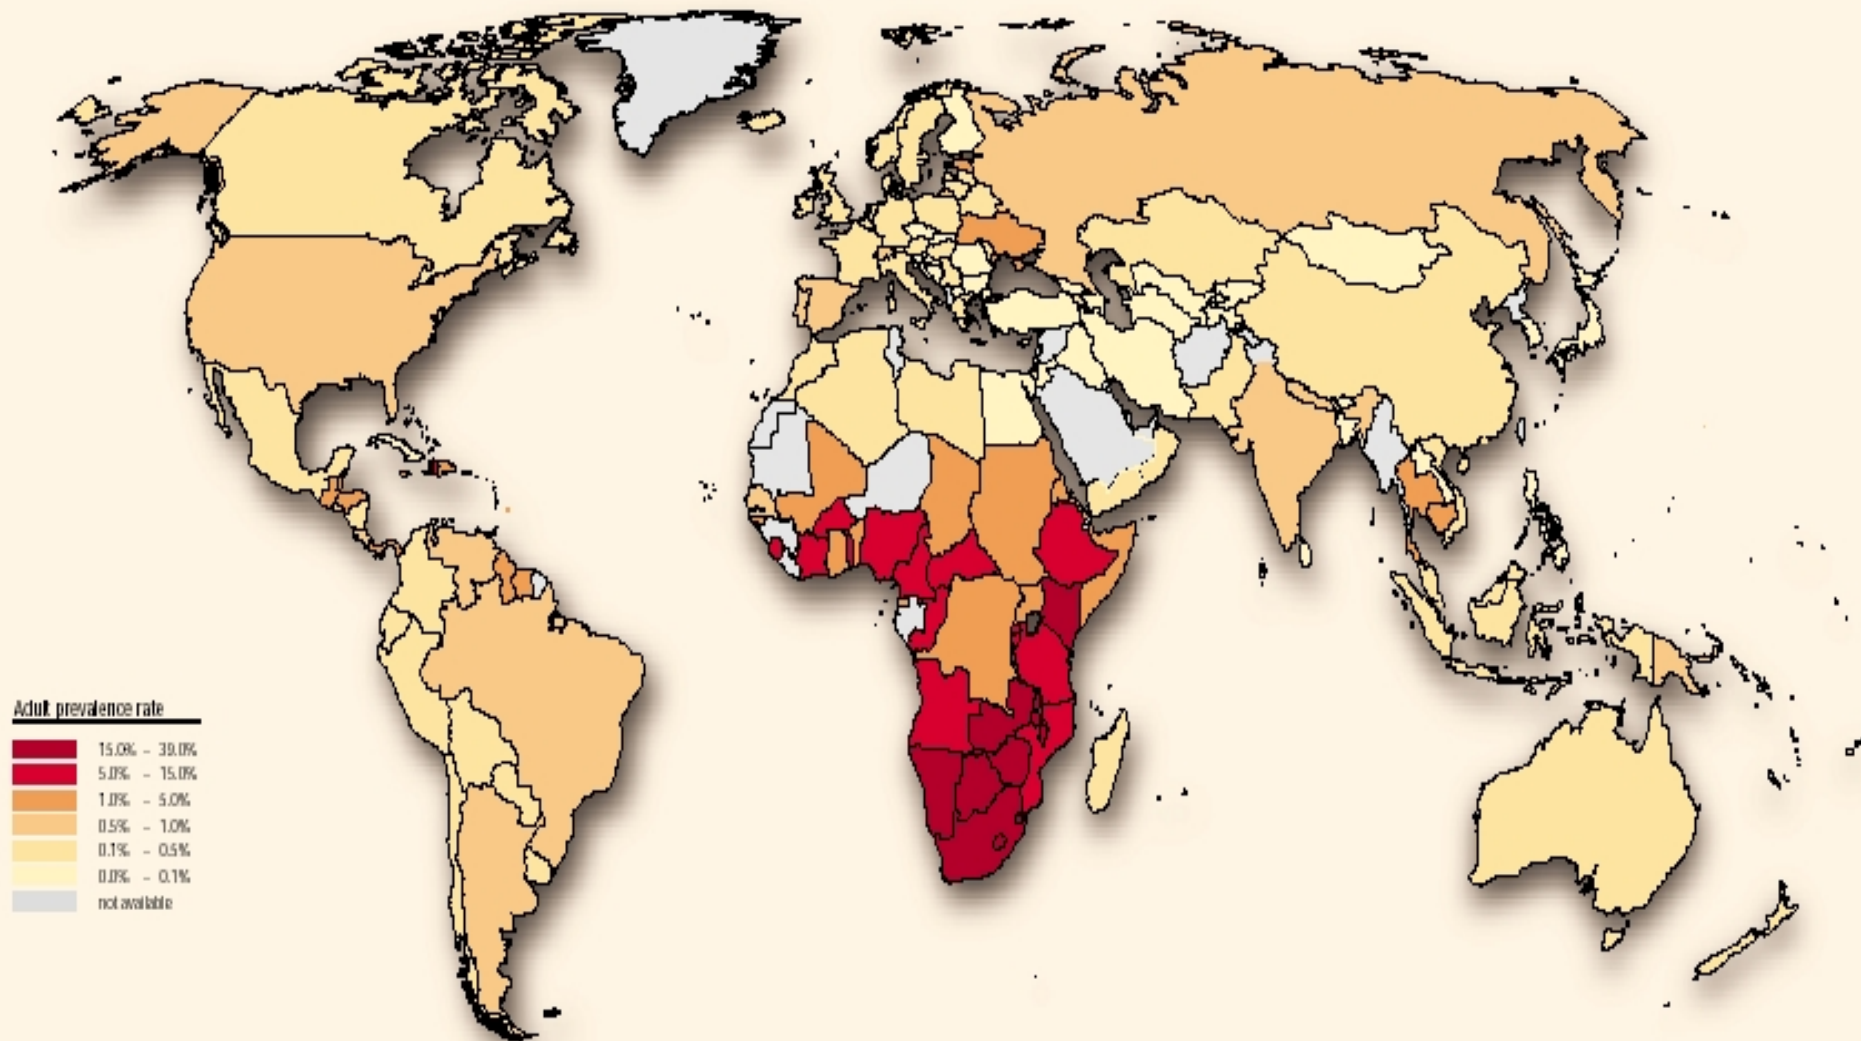 Adult prevalence rate
15.0% – 39.0%
5.0% – 15.0%
1.0% – 5.0%
0.5% – 1.0%
0.1% – 0.5%
0.0% – 0.1%
not available